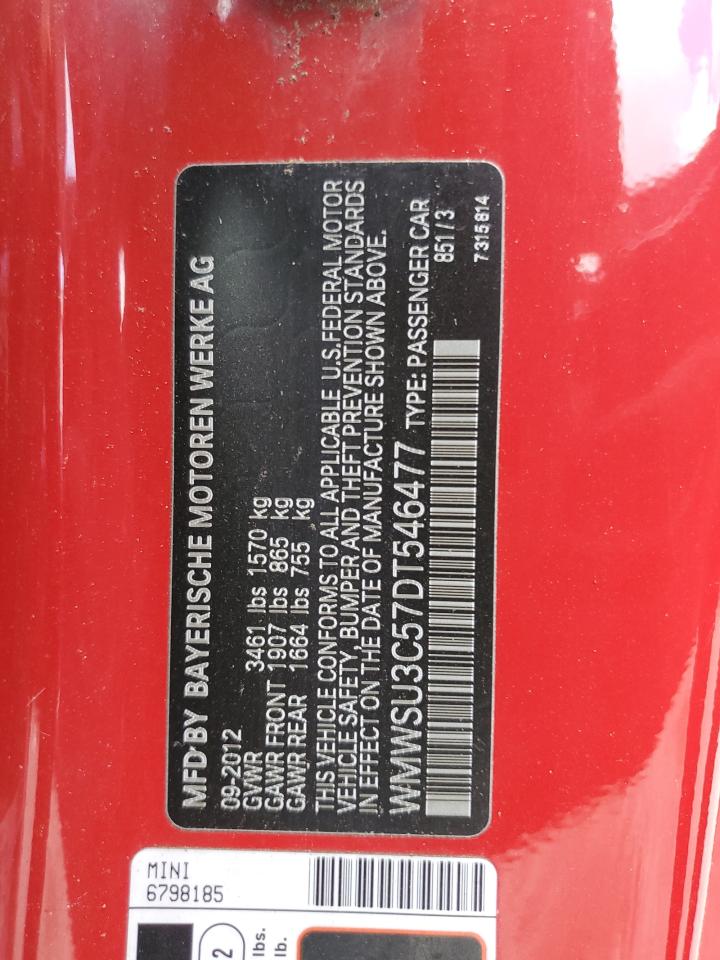 MFD BY BAYERISCHE MOTOREN WERKE AG
09-2012
GVWR 3461 lbs 1570 kg
GAWR FRONT 1907 lbs 865 kg
GAWR REAR 1664 lbs 755 kg
THIS VEHICLE CONFORMS TO ALL APPLICABLE U.S.FEDERAL MOTOR
VEHICLE SAFETY, BUMPER AND THEFT PREVENTION STANDARDS
IN EFFECT ON THE DATE OF MANUFACTURE SHOWN ABOVE.
WMWSU3C57DT546477 TYPE: PASSENGER CAR
851/3
7315814
MINI
6798185
2
lbs.
lb.